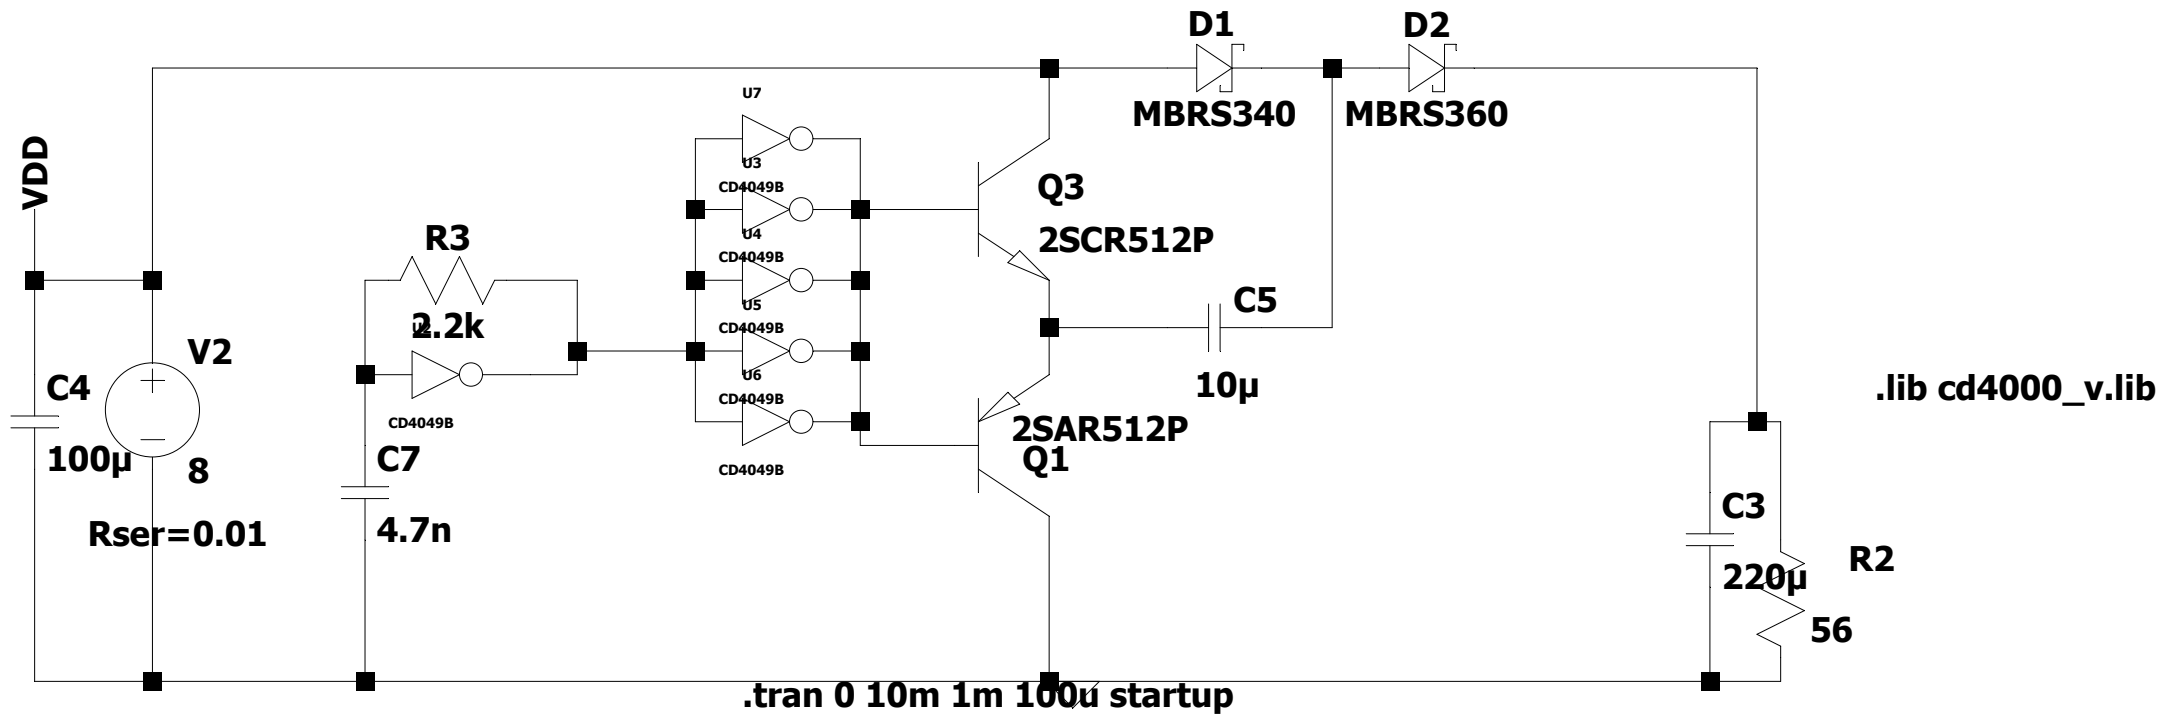 D1
D2
MBRS340
MBRS360
VDD
U7
U3
CD4049B
Q3
2SCR512P
U4
CD4049B
R3
2.2k
U5
CD4049B
C5
10µ
V2
8
Rser=0.01
C4
100µ
CD4049B
U6
CD4049B
CD4049B
2SAR512P
Q1
C7
4.7n
.lib cd4000_v.lib
C3
220µ
R2
56
.tran 0 10m 1m 100u startup